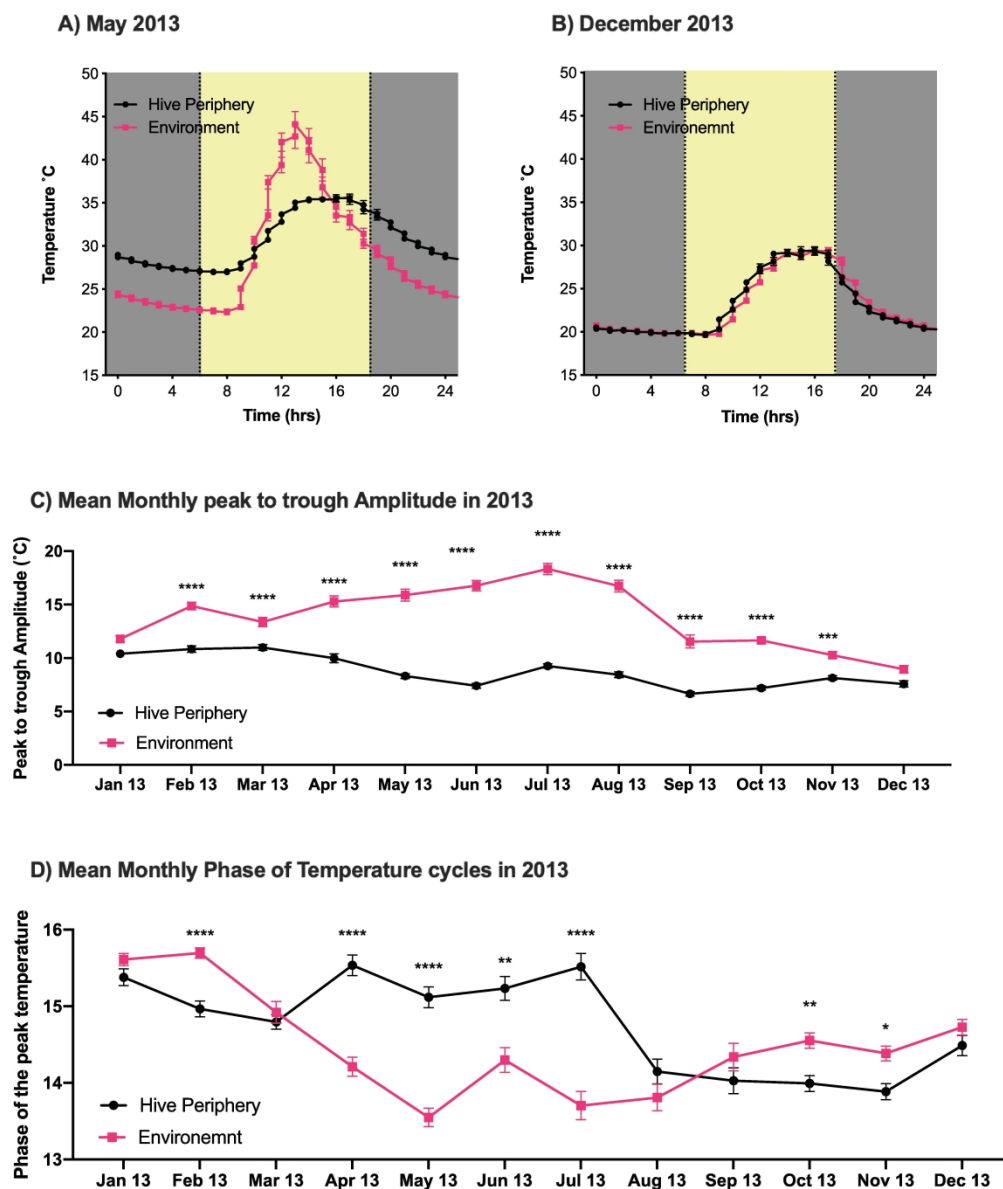 A) May 2013
B) December 2013
Temperature ˚C
50
45
40
35
30
25
20
15
Hive Periphery
Environment
0 4 8 12 16 20 24
Time (hrs)
Temperature ˚C
50
45
40
35
30
25
20
15
Hive Periphery
Environemnt
0 4 8 12 16 20 24
Time (hrs)
C) Mean Monthly peak to trough Amplitude in 2013
Peak to trough Amplitude (˚C)
20
15
10
5
0
**** **** **** **** **** **** **** **** **** ***
Hive Periphery
Environment
Jan 13 Feb 13 Mar 13 Apr 13 May 13 Jun 13 Jul 13 Aug 13 Sep 13 Oct 13 Nov 13 Dec 13
D) Mean Monthly Phase of Temperature cycles in 2013
Phase of the peak temperature
16
15
14
13
**** **** **** ** **** ** *
Hive Periphery
Environemnt
Jan 13 Feb 13 Mar 13 Apr 13 May 13 Jun 13 Jul 13 Aug 13 Sep 13 Oct 13 Nov 13 Dec 13